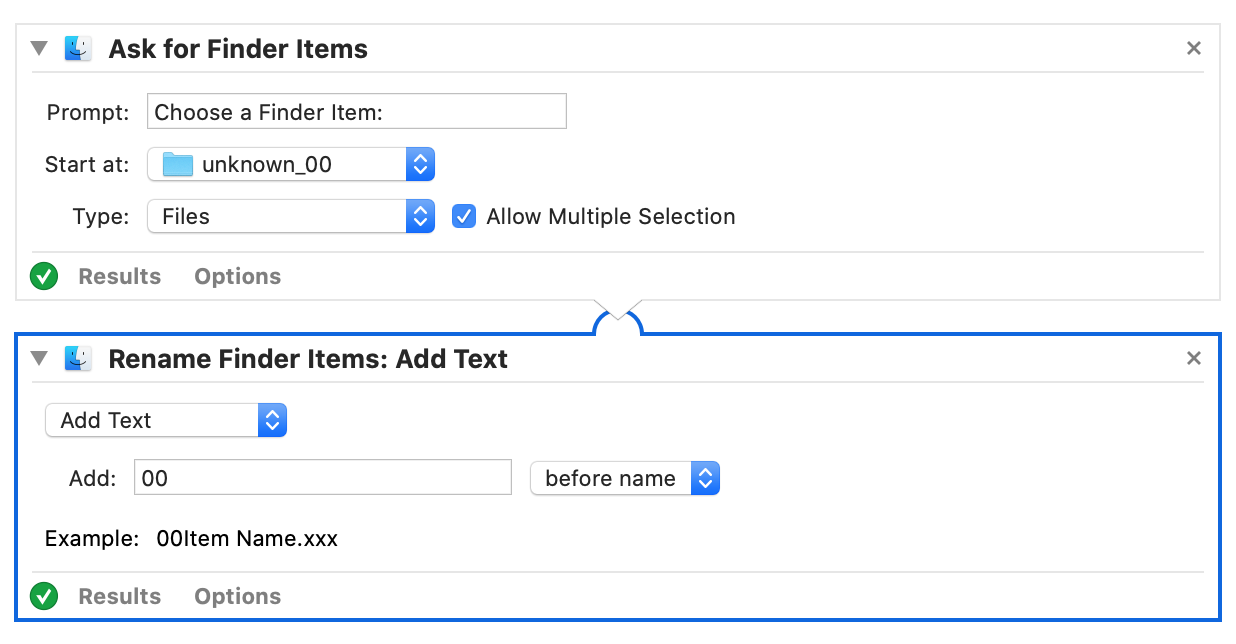 Ask for Finder Items
Prompt: Choose a Finder Item:
Start at: unknown_00
Type: Files Allow Multiple Selection
Results Options
Rename Finder Items: Add Text
Add Text
Add: 00 before name
Example: 00Item Name.xxx
Results Options